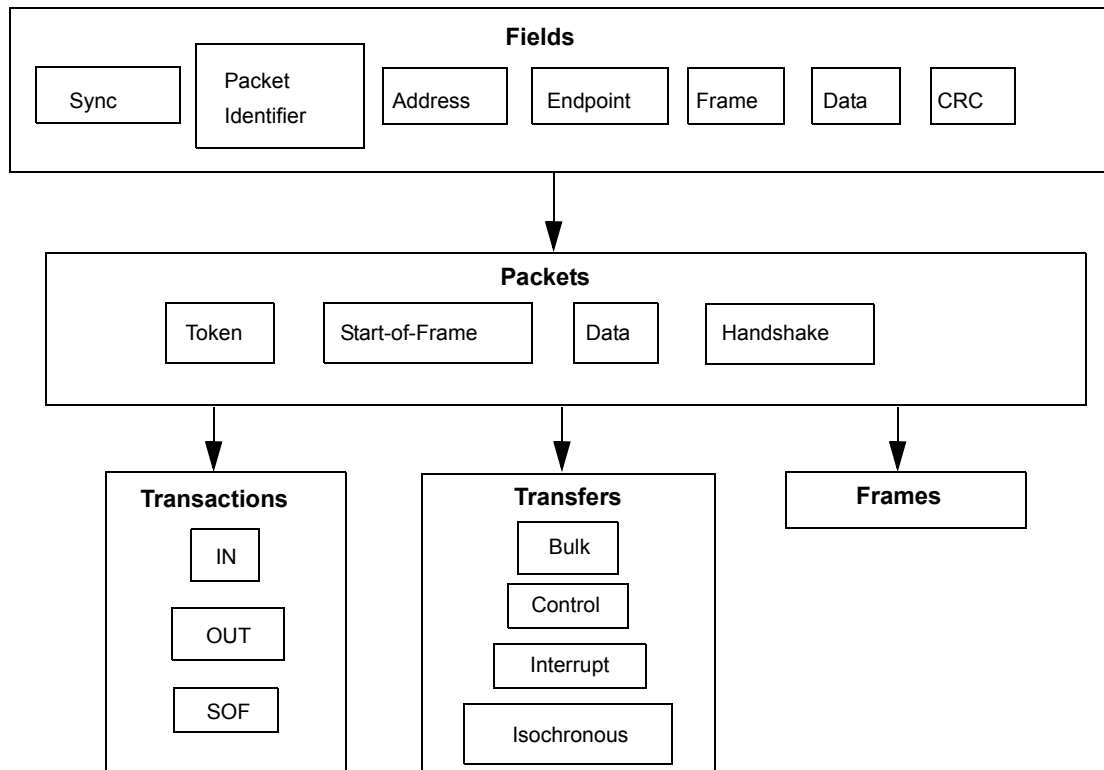 Fields
Sync
Packet
Identifier
Address
Endpoint
Frame
Data
CRC
Packets
Token
Start-of-Frame
Data
Handshake
Transactions
IN
OUT
SOF
Transfers
Bulk
Control
Interrupt
Isochronous
Frames